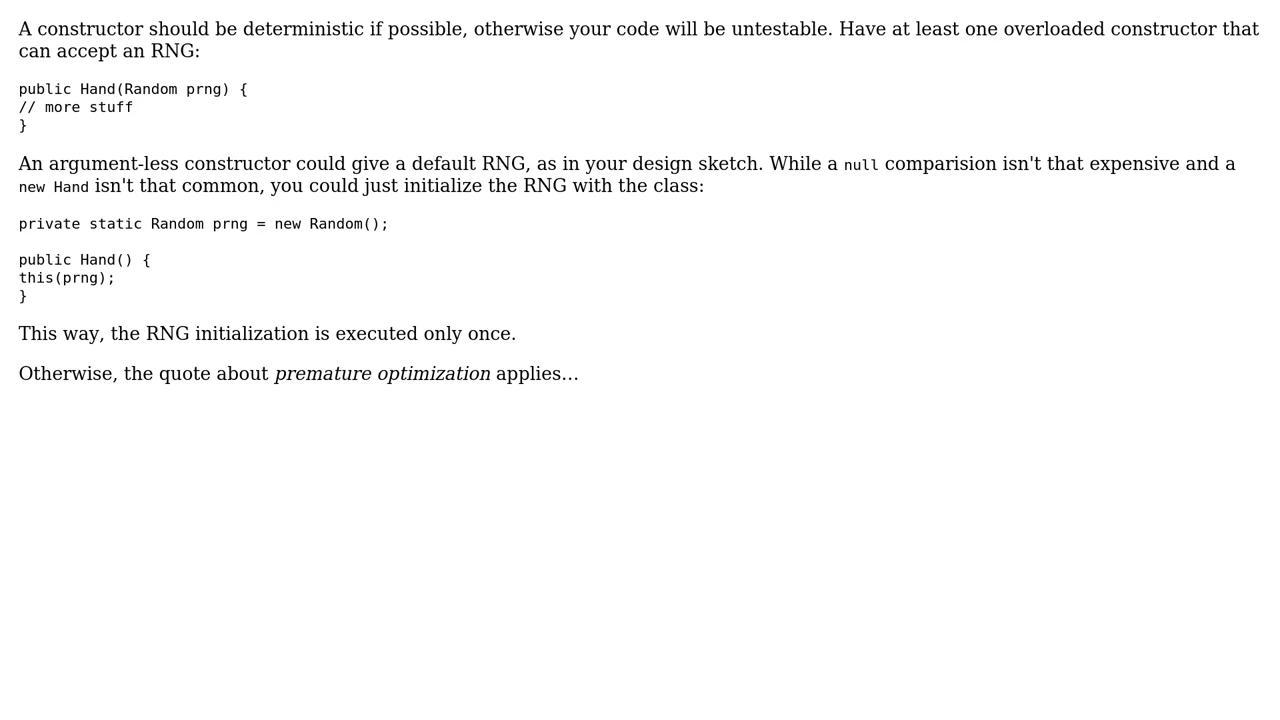 A constructor should be deterministic if possible, otherwise your code will be untestable. Have at least one overloaded constructor that
can accept an RNG:
public Hand(Random prng) {
// more stuff
}
An argument-less constructor could give a default RNG, as in your design sketch. While a null comparision isn't that expensive and a
new Hand isn't that common, you could just initialize the RNG with the class:
private static Random prng = new Random();
public Hand() {
this(prng);
}
This way, the RNG initialization is executed only once.
Otherwise, the quote about premature optimization applies…